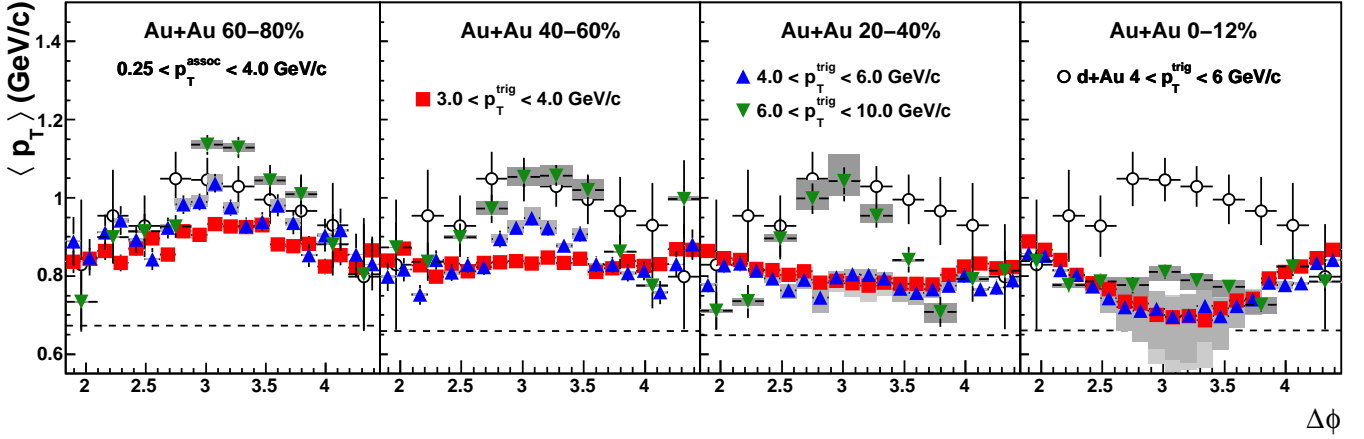 ⟨ p_T ⟩ (GeV/c)
1.4
1.2
1
0.8
0.6
Au+Au 60–80%
0.25 < p_T^assoc < 4.0 GeV/c
Au+Au 40–60%
3.0 < p_T^trig < 4.0 GeV/c
Au+Au 20–40%
4.0 < p_T^trig < 6.0 GeV/c
6.0 < p_T^trig < 10.0 GeV/c
Au+Au 0–12%
d+Au 4 < p_T^trig < 6 GeV/c
2 2.5 3 3.5 4 2 2.5 3 3.5 4 2 2.5 3 3.5 4 2 2.5 3 3.5 4
Δϕ